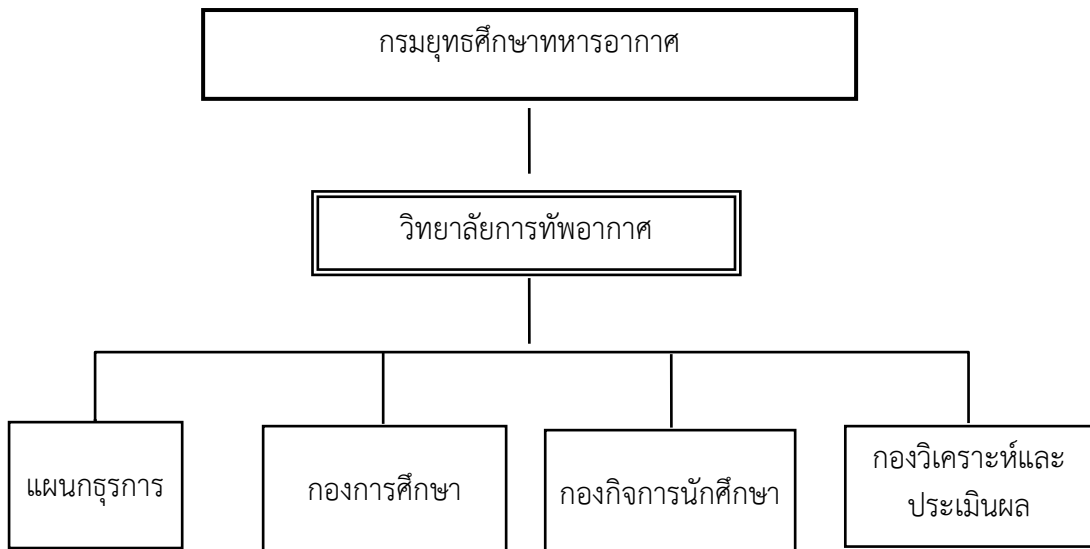 กรมยุทธศึกษาทหารอากาศ
วิทยาลัยการทัพอากาศ
แผนกธุรการ
กองการศึกษา
กองกิจการนักศึกษา
กองวิเคราะห์และ
ประเมินผล